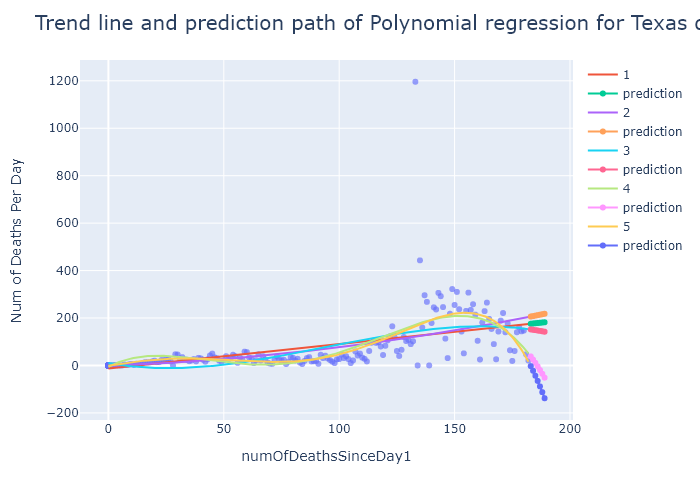 Trend line and prediction path of Polynomial regression for Texas
1200
1000
800
600
400
200
0
−200
Num of Deaths Per Day
0
50
100
150
200
numOfDeathsSinceDay1
1
prediction
2
prediction
3
prediction
4
prediction
5
prediction